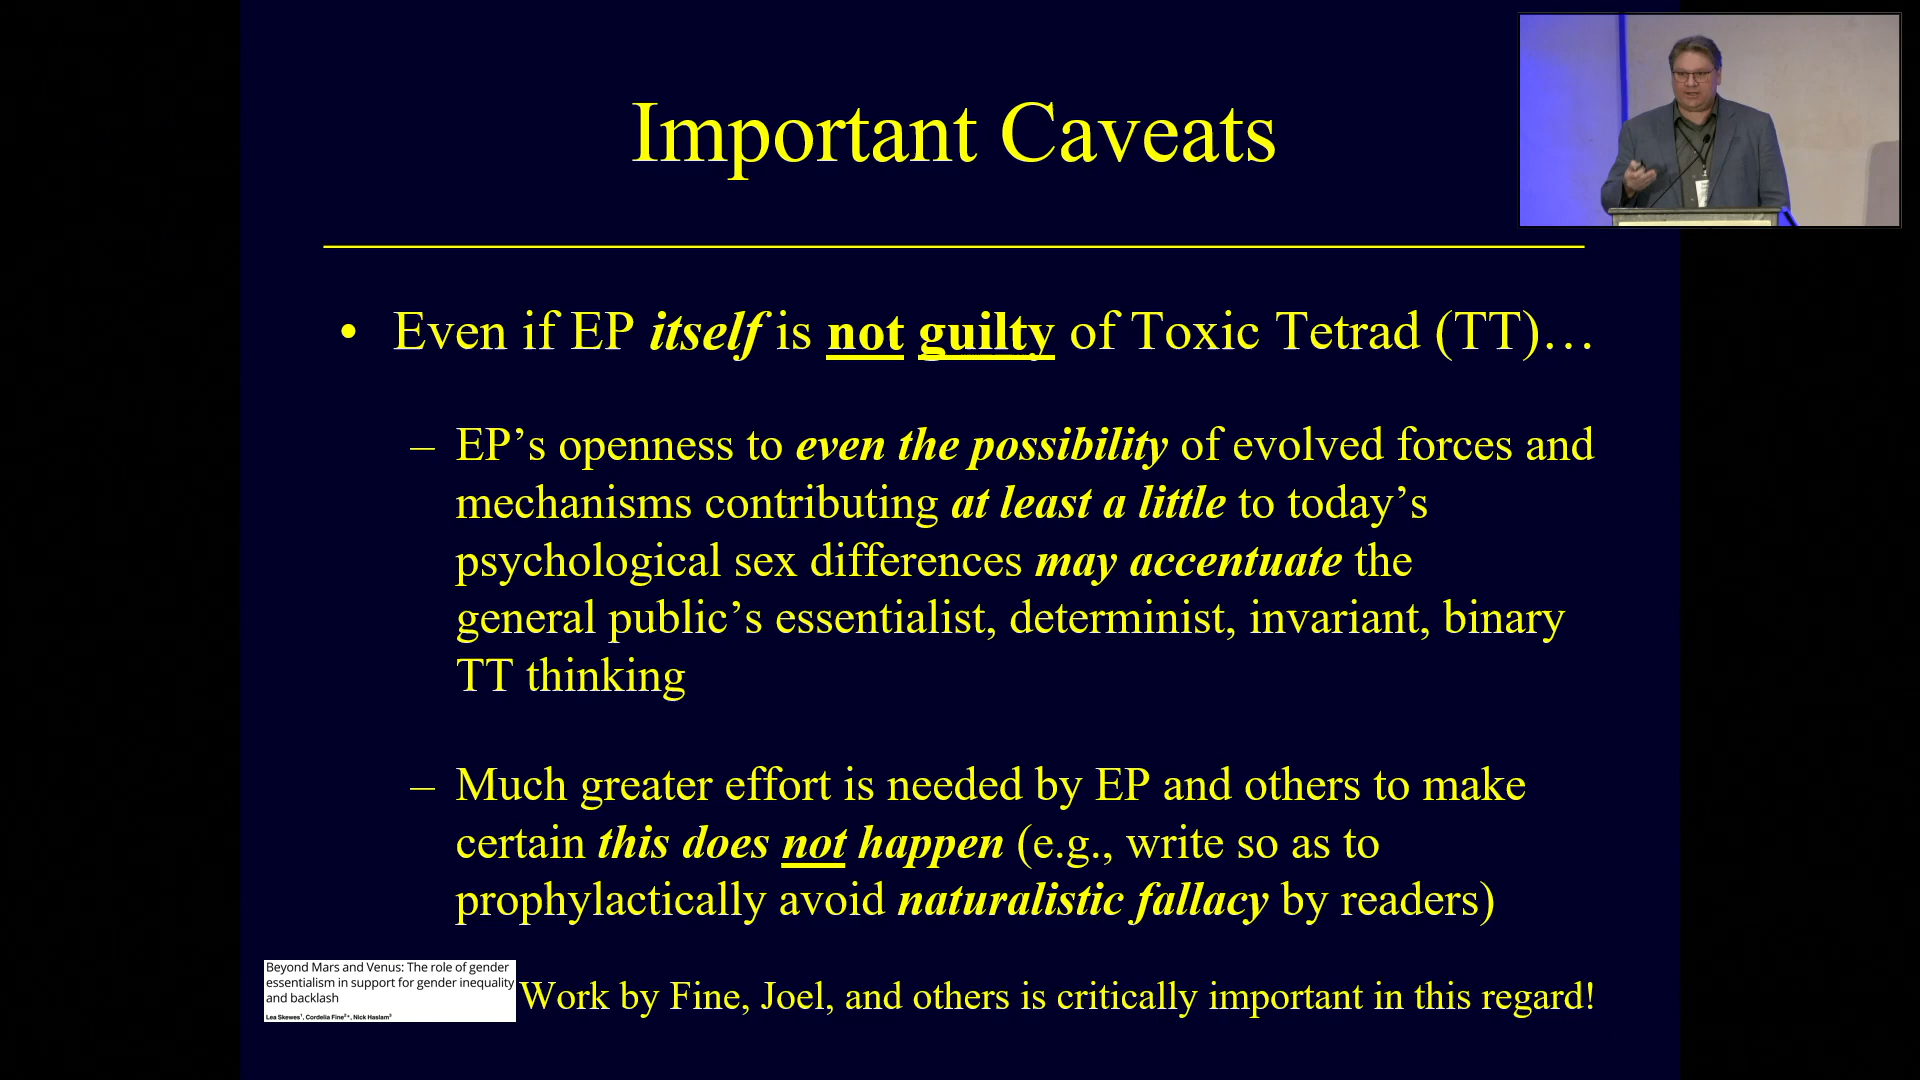 Important Caveats
• Even if EP itself is not guilty of Toxic Tetrad (TT)…
– EP’s openness to even the possibility of evolved forces and
mechanisms contributing at least a little to today’s
psychological sex differences may accentuate the
general public’s essentialist, determinist, invariant, binary
TT thinking
– Much greater effort is needed by EP and others to make
certain this does not happen (e.g., write so as to
prophylactically avoid naturalistic fallacy by readers)
Beyond Mars and Venus: The role of gender
essentialism in support for gender inequality
and backlash
Lea Skewes¹, Cordelia Fine²*, Nick Haslam³
Work by Fine, Joel, and others is critically important in this regard!